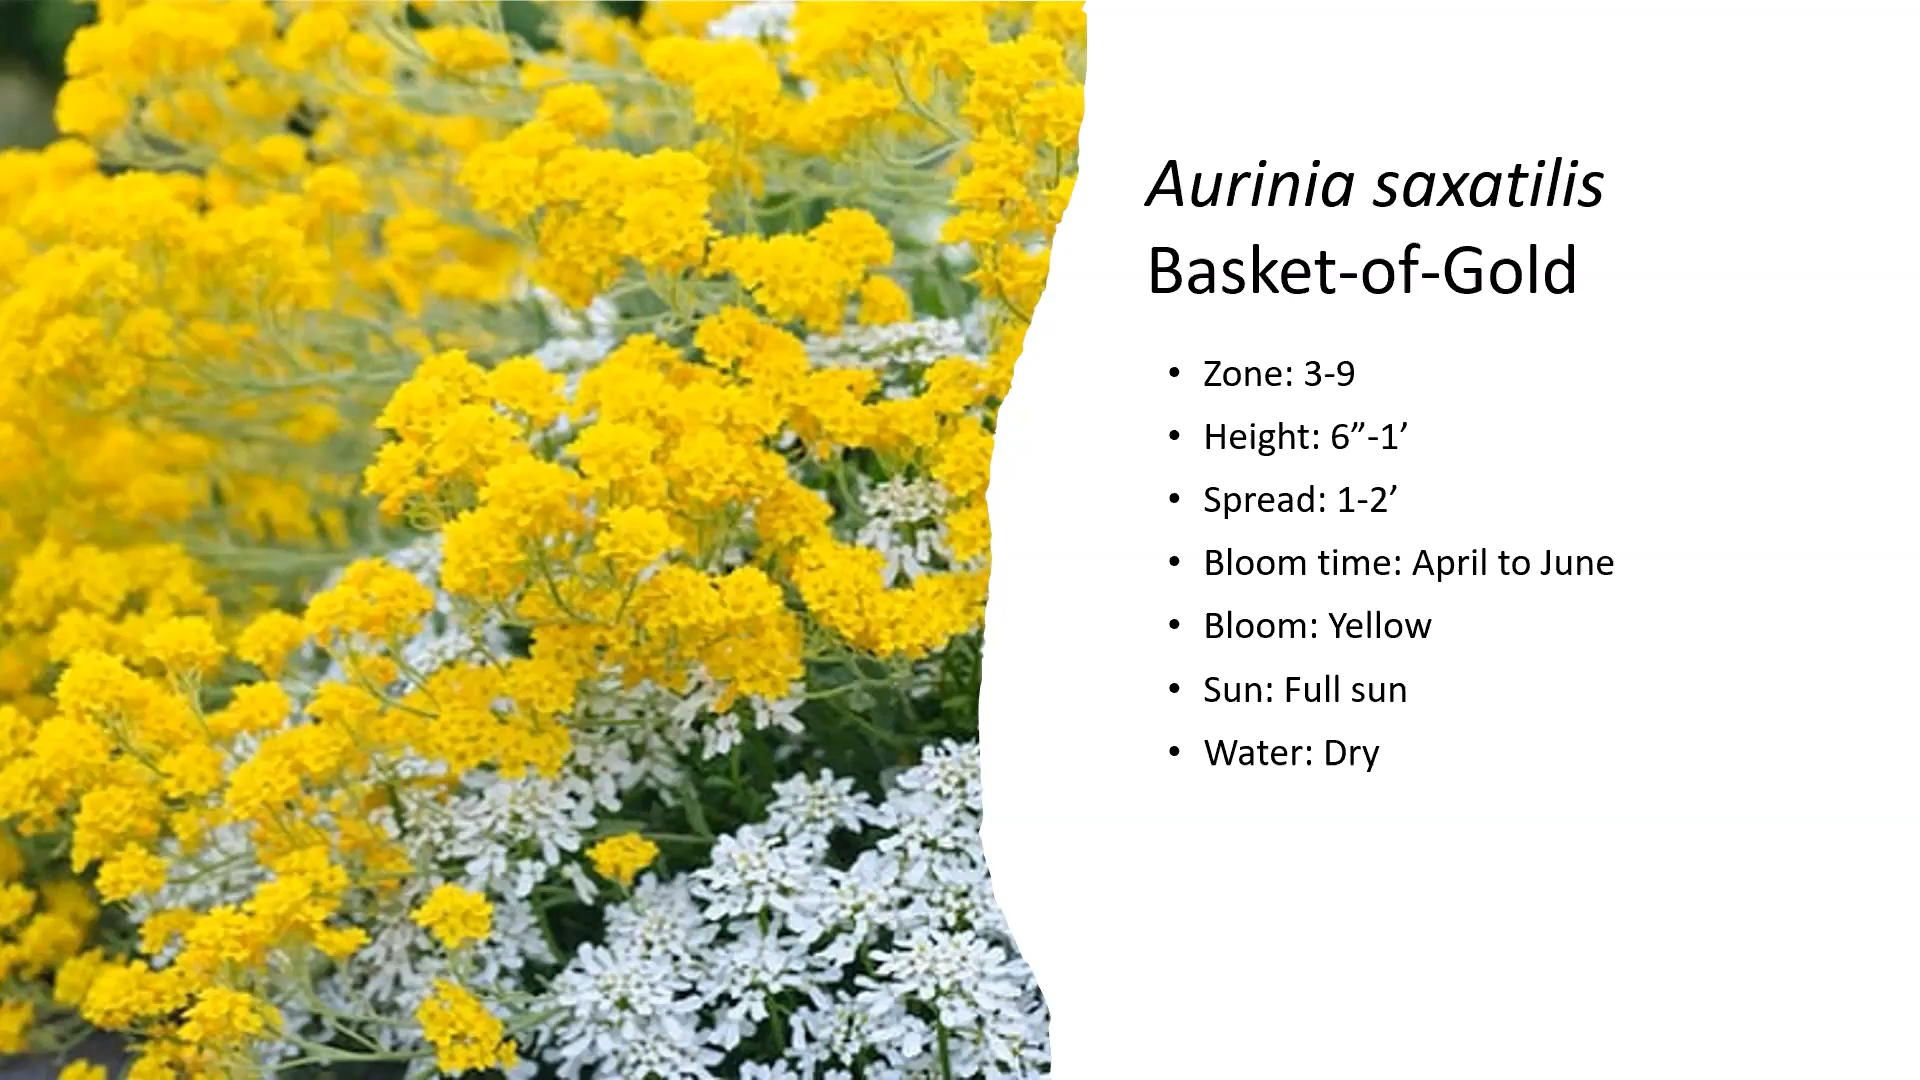 Aurinia saxatilis
Basket-of-Gold
• Zone: 3-9
• Height: 6”-1’
• Spread: 1-2’
• Bloom time: April to June
• Bloom: Yellow
• Sun: Full sun
• Water: Dry